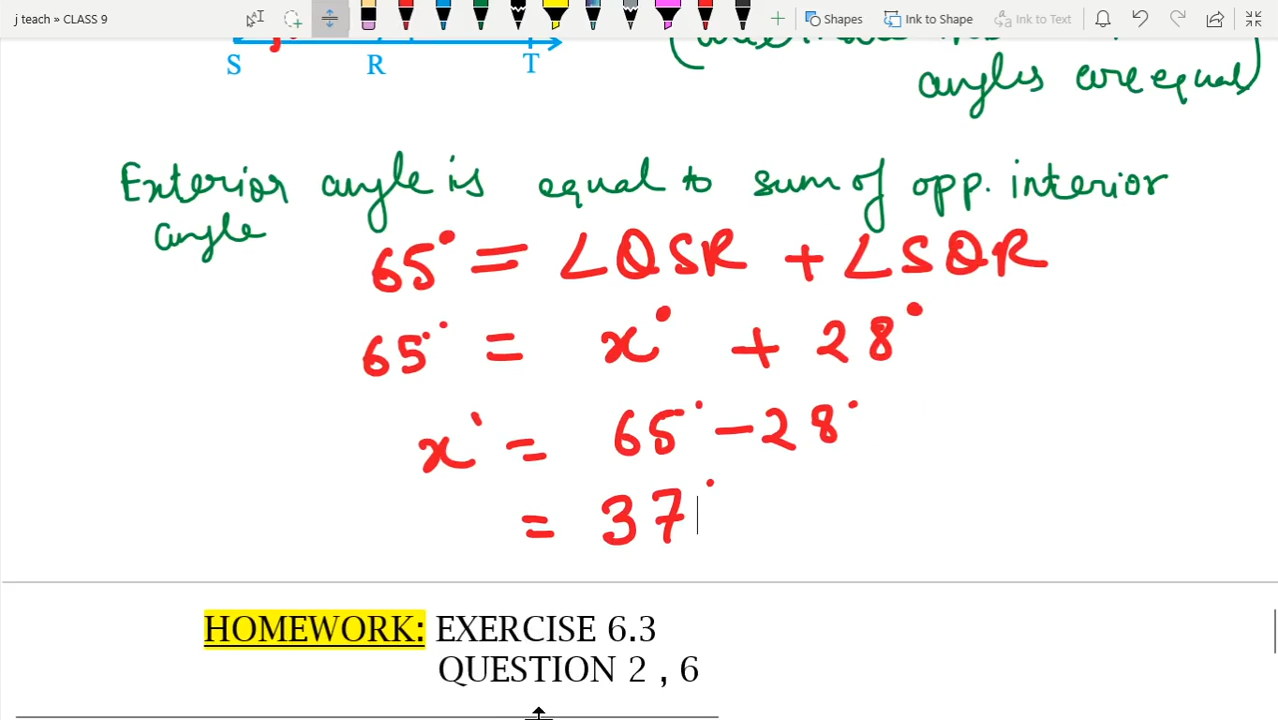 j teach » CLASS 9
Shapes
Ink to Shape
Ink to Text
S R T
angles are equal
Exterior angle is equal to sum of opp. interior
angle
65° = ∠QSR + ∠SQR
65° = x° + 28°
x° = 65° - 28°
= 37°
HOMEWORK: EXERCISE 6.3
QUESTION 2 , 6